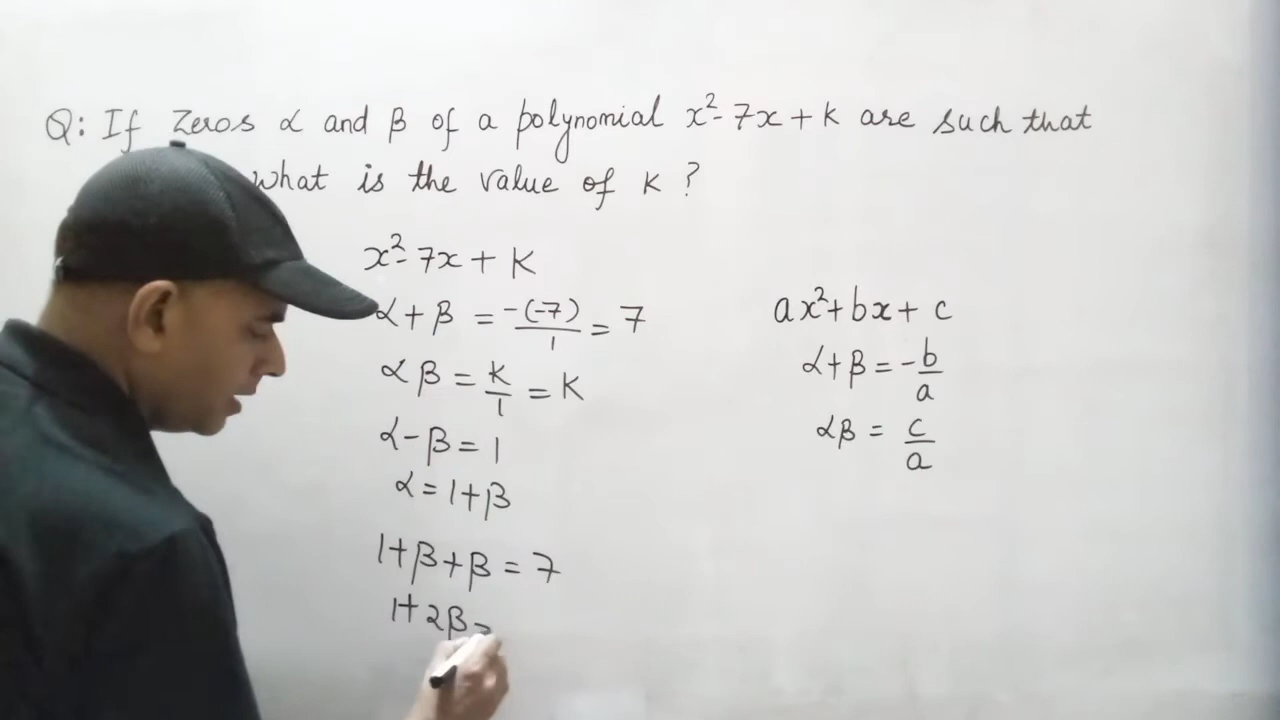 Q: If Zeros α and β of a polynomial x² - 7x + K are such that
what is the value of K ?
x² - 7x + K
α + β = -(-7)/1 = 7
αβ = K/1 = K
α - β = 1
α = 1 + β
1 + β + β = 7
1 + 2β =
ax² + bx + c
α + β = -b/a
αβ = c/a